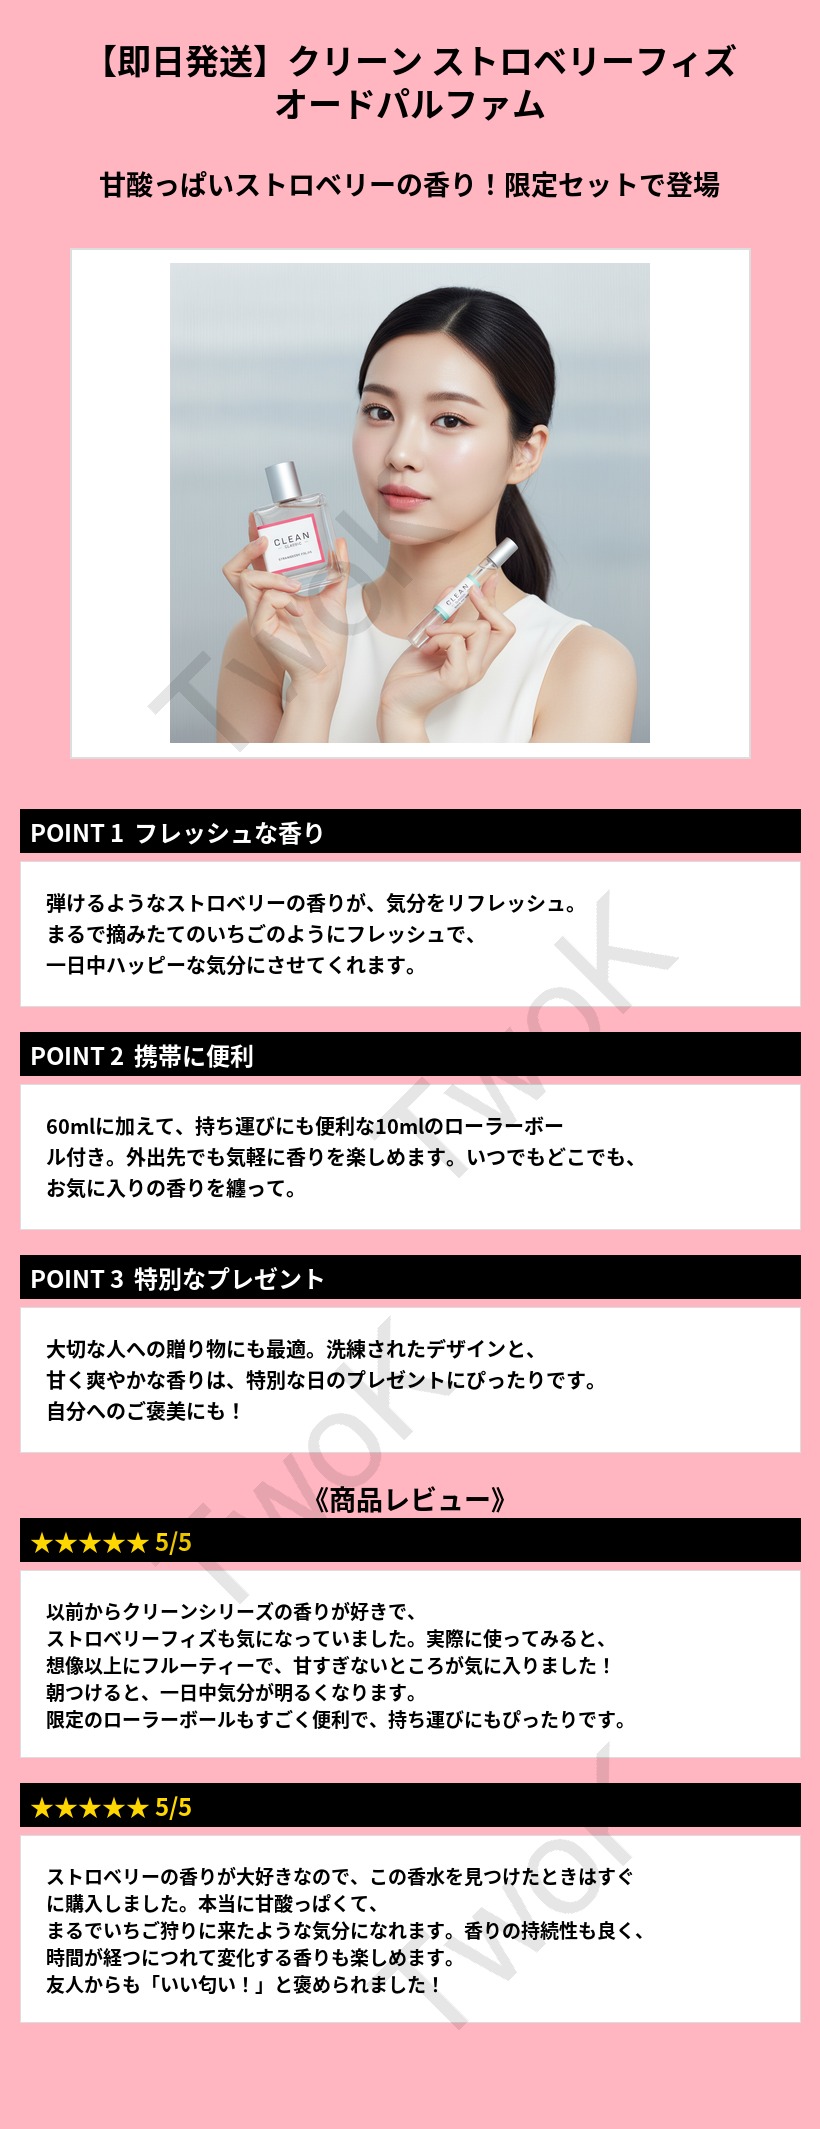 【即日発送】クリーン ストロベリーフィズ
オードパルファム
甘酸っぱいストロベリーの香り！限定セットで登場
CLEAN
CLASSIC
CLEAN
TwoK
POINT 1 フレッシュな香り
弾けるようなストロベリーの香りが、気分をリフレッシュ。
まるで摘みたてのいちごのようにフレッシュで、
一日中ハッピーな気分にさせてくれます。
TwoK
POINT 2 携帯に便利
60mlに加えて、持ち運びにも便利な10mlのローラーボー
ル付き。外出先でも気軽に香りを楽しめます。いつでもどこでも、
お気に入りの香りを纏って。
POINT 3 特別なプレゼント
大切な人への贈り物にも最適。洗練されたデザインと、
甘く爽やかな香りは、特別な日のプレゼントにぴったりです。
自分へのご褒美にも！
TwoK
《商品レビュー》
★★★★★ 5/5
以前からクリーンシリーズの香りが好きで、
ストロベリーフィズも気になっていました。実際に使ってみると、
想像以上にフルーティーで、甘すぎないところが気に入りました！
朝つけると、一日中気分が明るくなります。
限定のローラーボールもすごく便利で、持ち運びにもぴったりです。
★★★★★ 5/5
ストロベリーの香りが大好きなので、この香水を見つけたときはすぐ
に購入しました。本当に甘酸っぱくて、
まるでいちご狩りに来たような気分になれます。香りの持続性も良く、
時間が経つにつれて変化する香りも楽しめます。
友人からも「いい匂い！」と褒められました！
TwoK